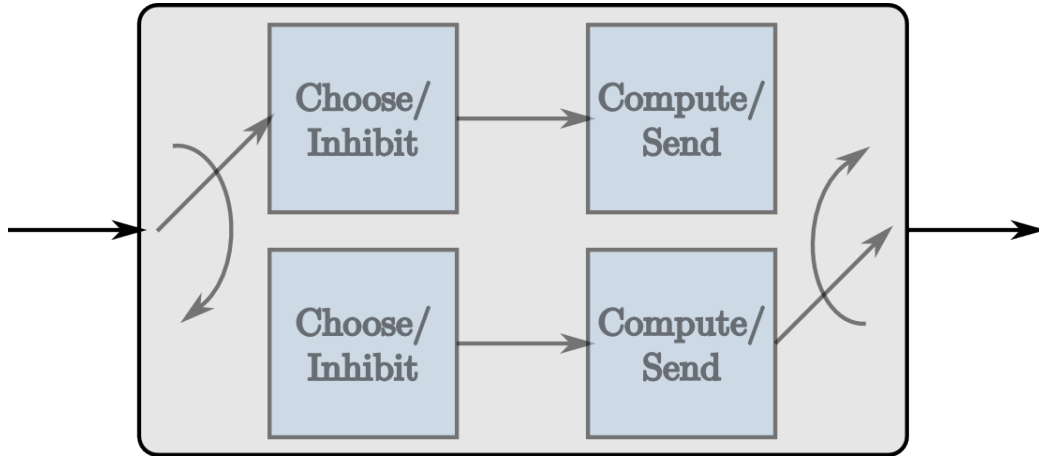 Choose/
Inhibit
Compute/
Send
Choose/
Inhibit
Compute/
Send